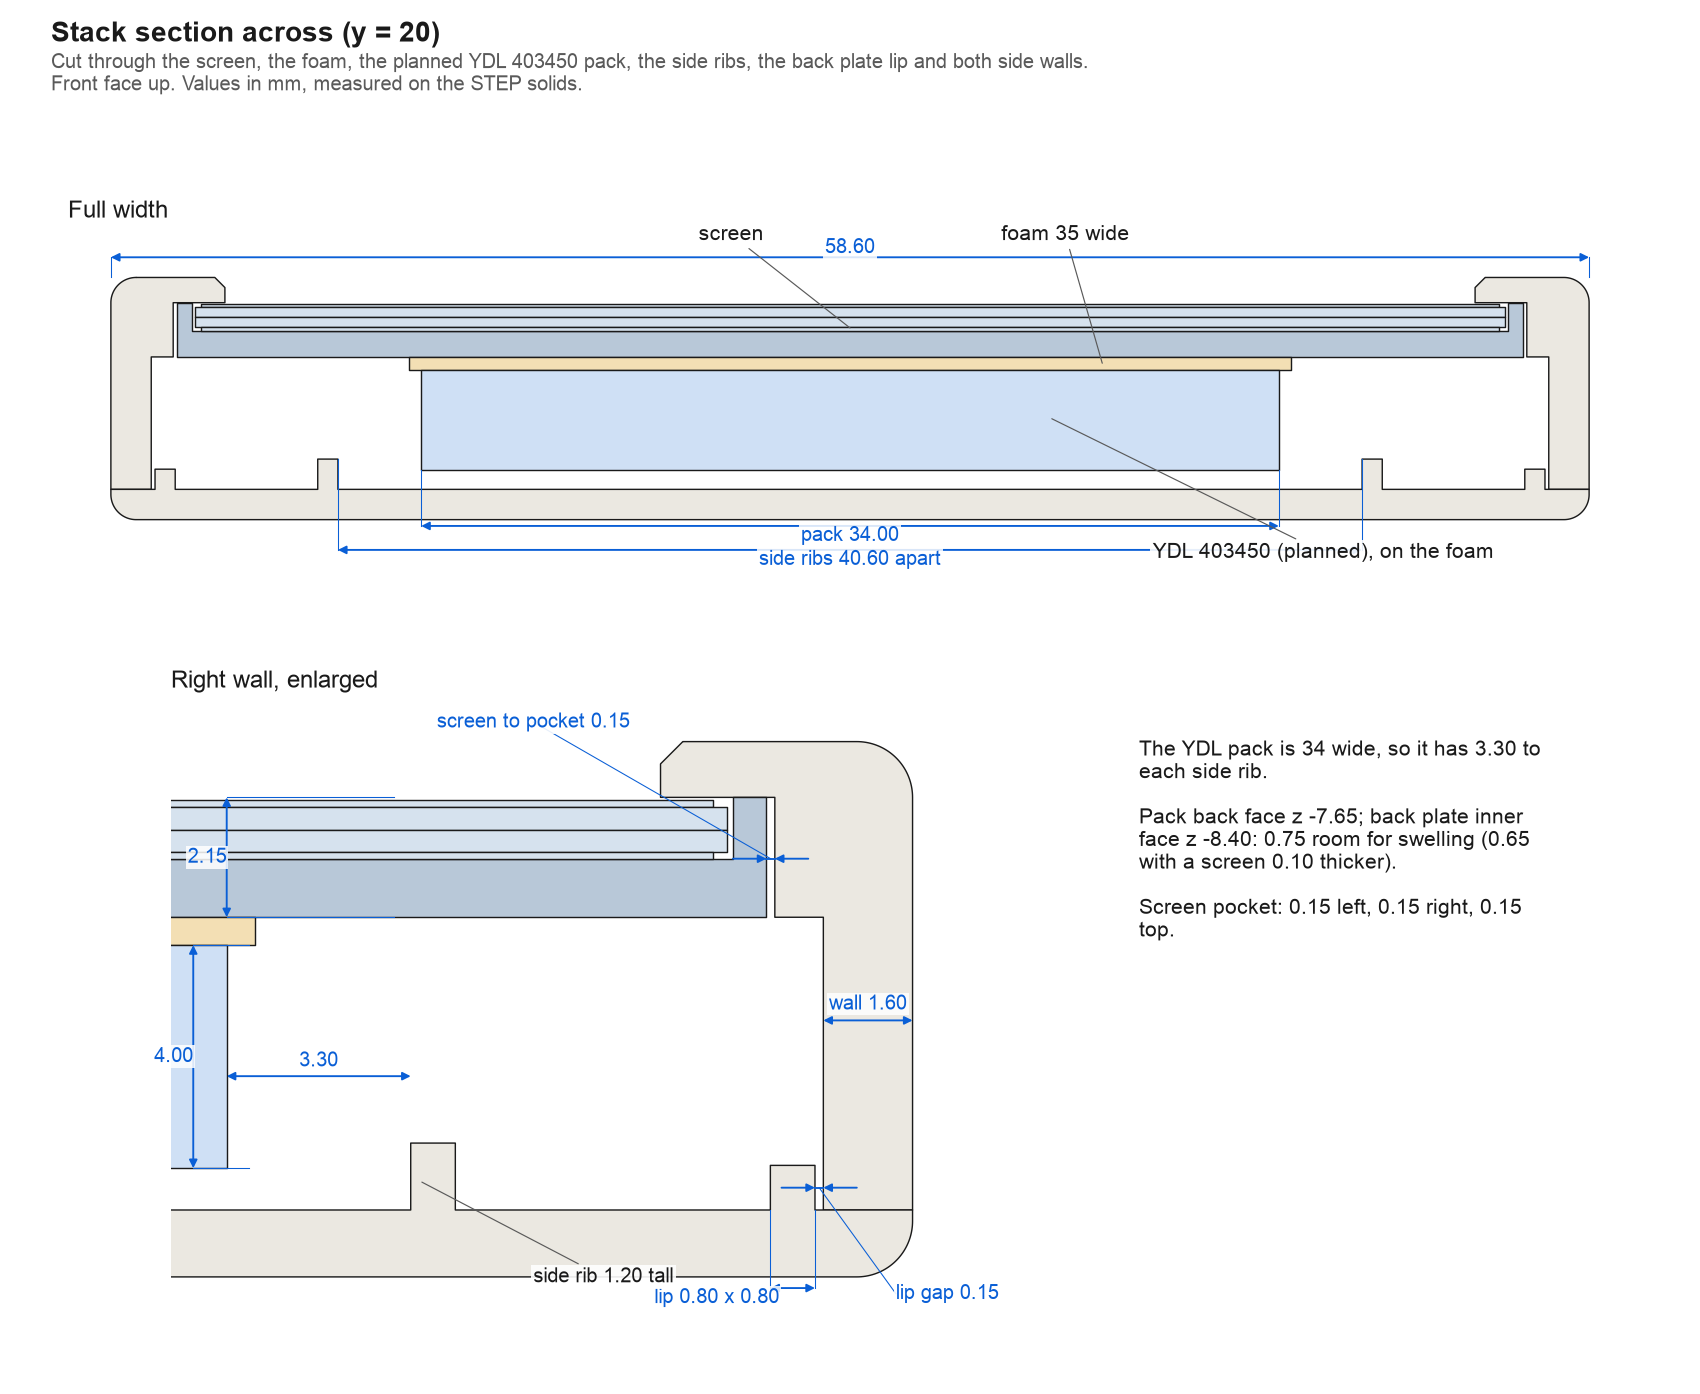 Stack section across (y = 20)
Cut through the screen, the foam, the planned YDL 403450 pack, the side ribs, the back plate lip and both side walls.
Front face up. Values in mm, measured on the STEP solids.
Full width
screen
foam 35 wide
58.60
pack 34.00
side ribs 40.60 apart
YDL 403450 (planned), on the foam
Right wall, enlarged
screen to pocket 0.15
2.15
wall 1.60
4.00
3.30
side rib 1.20 tall
lip 0.80 x 0.80
lip gap 0.15
The YDL pack is 34 wide, so it has 3.30 to
each side rib.
Pack back face z -7.65; back plate inner
face z -8.40: 0.75 room for swelling (0.65
with a screen 0.10 thicker).
Screen pocket: 0.15 left, 0.15 right, 0.15
top.